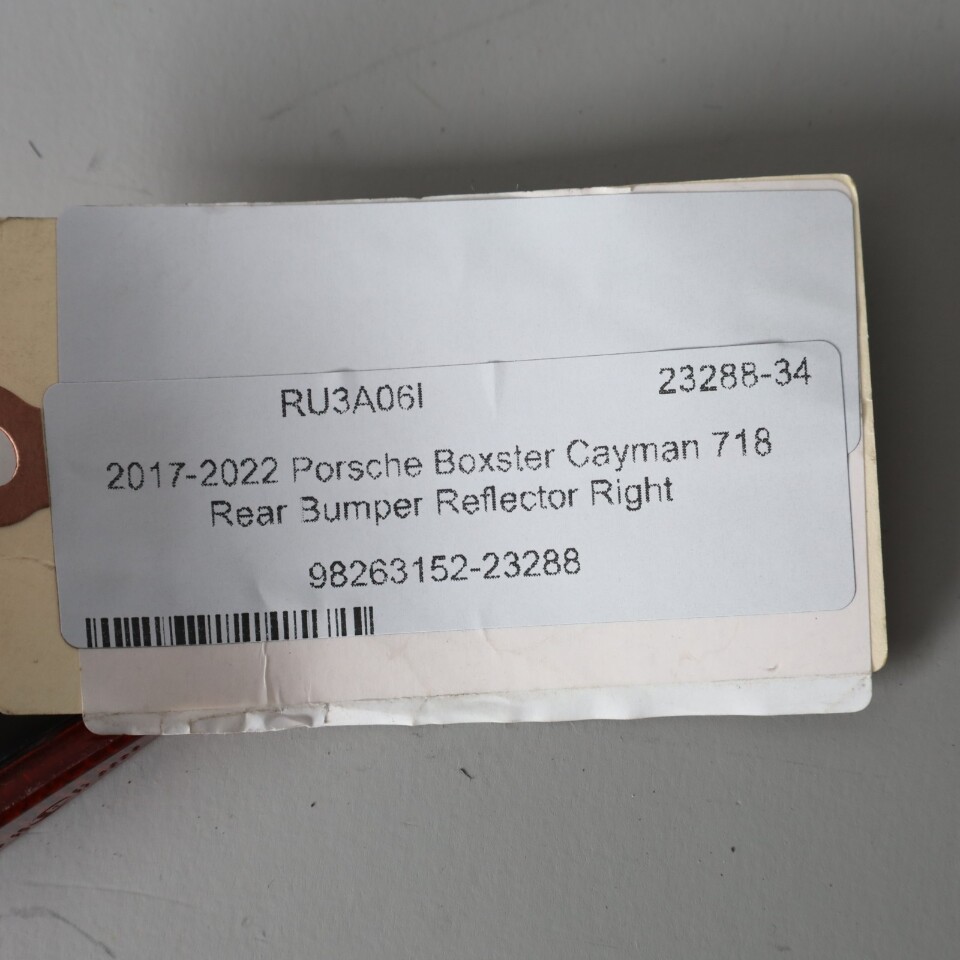 RU3A06I 23288-34
2017-2022 Porsche Boxster Cayman 718
Rear Bumper Reflector Right
98263152-23288